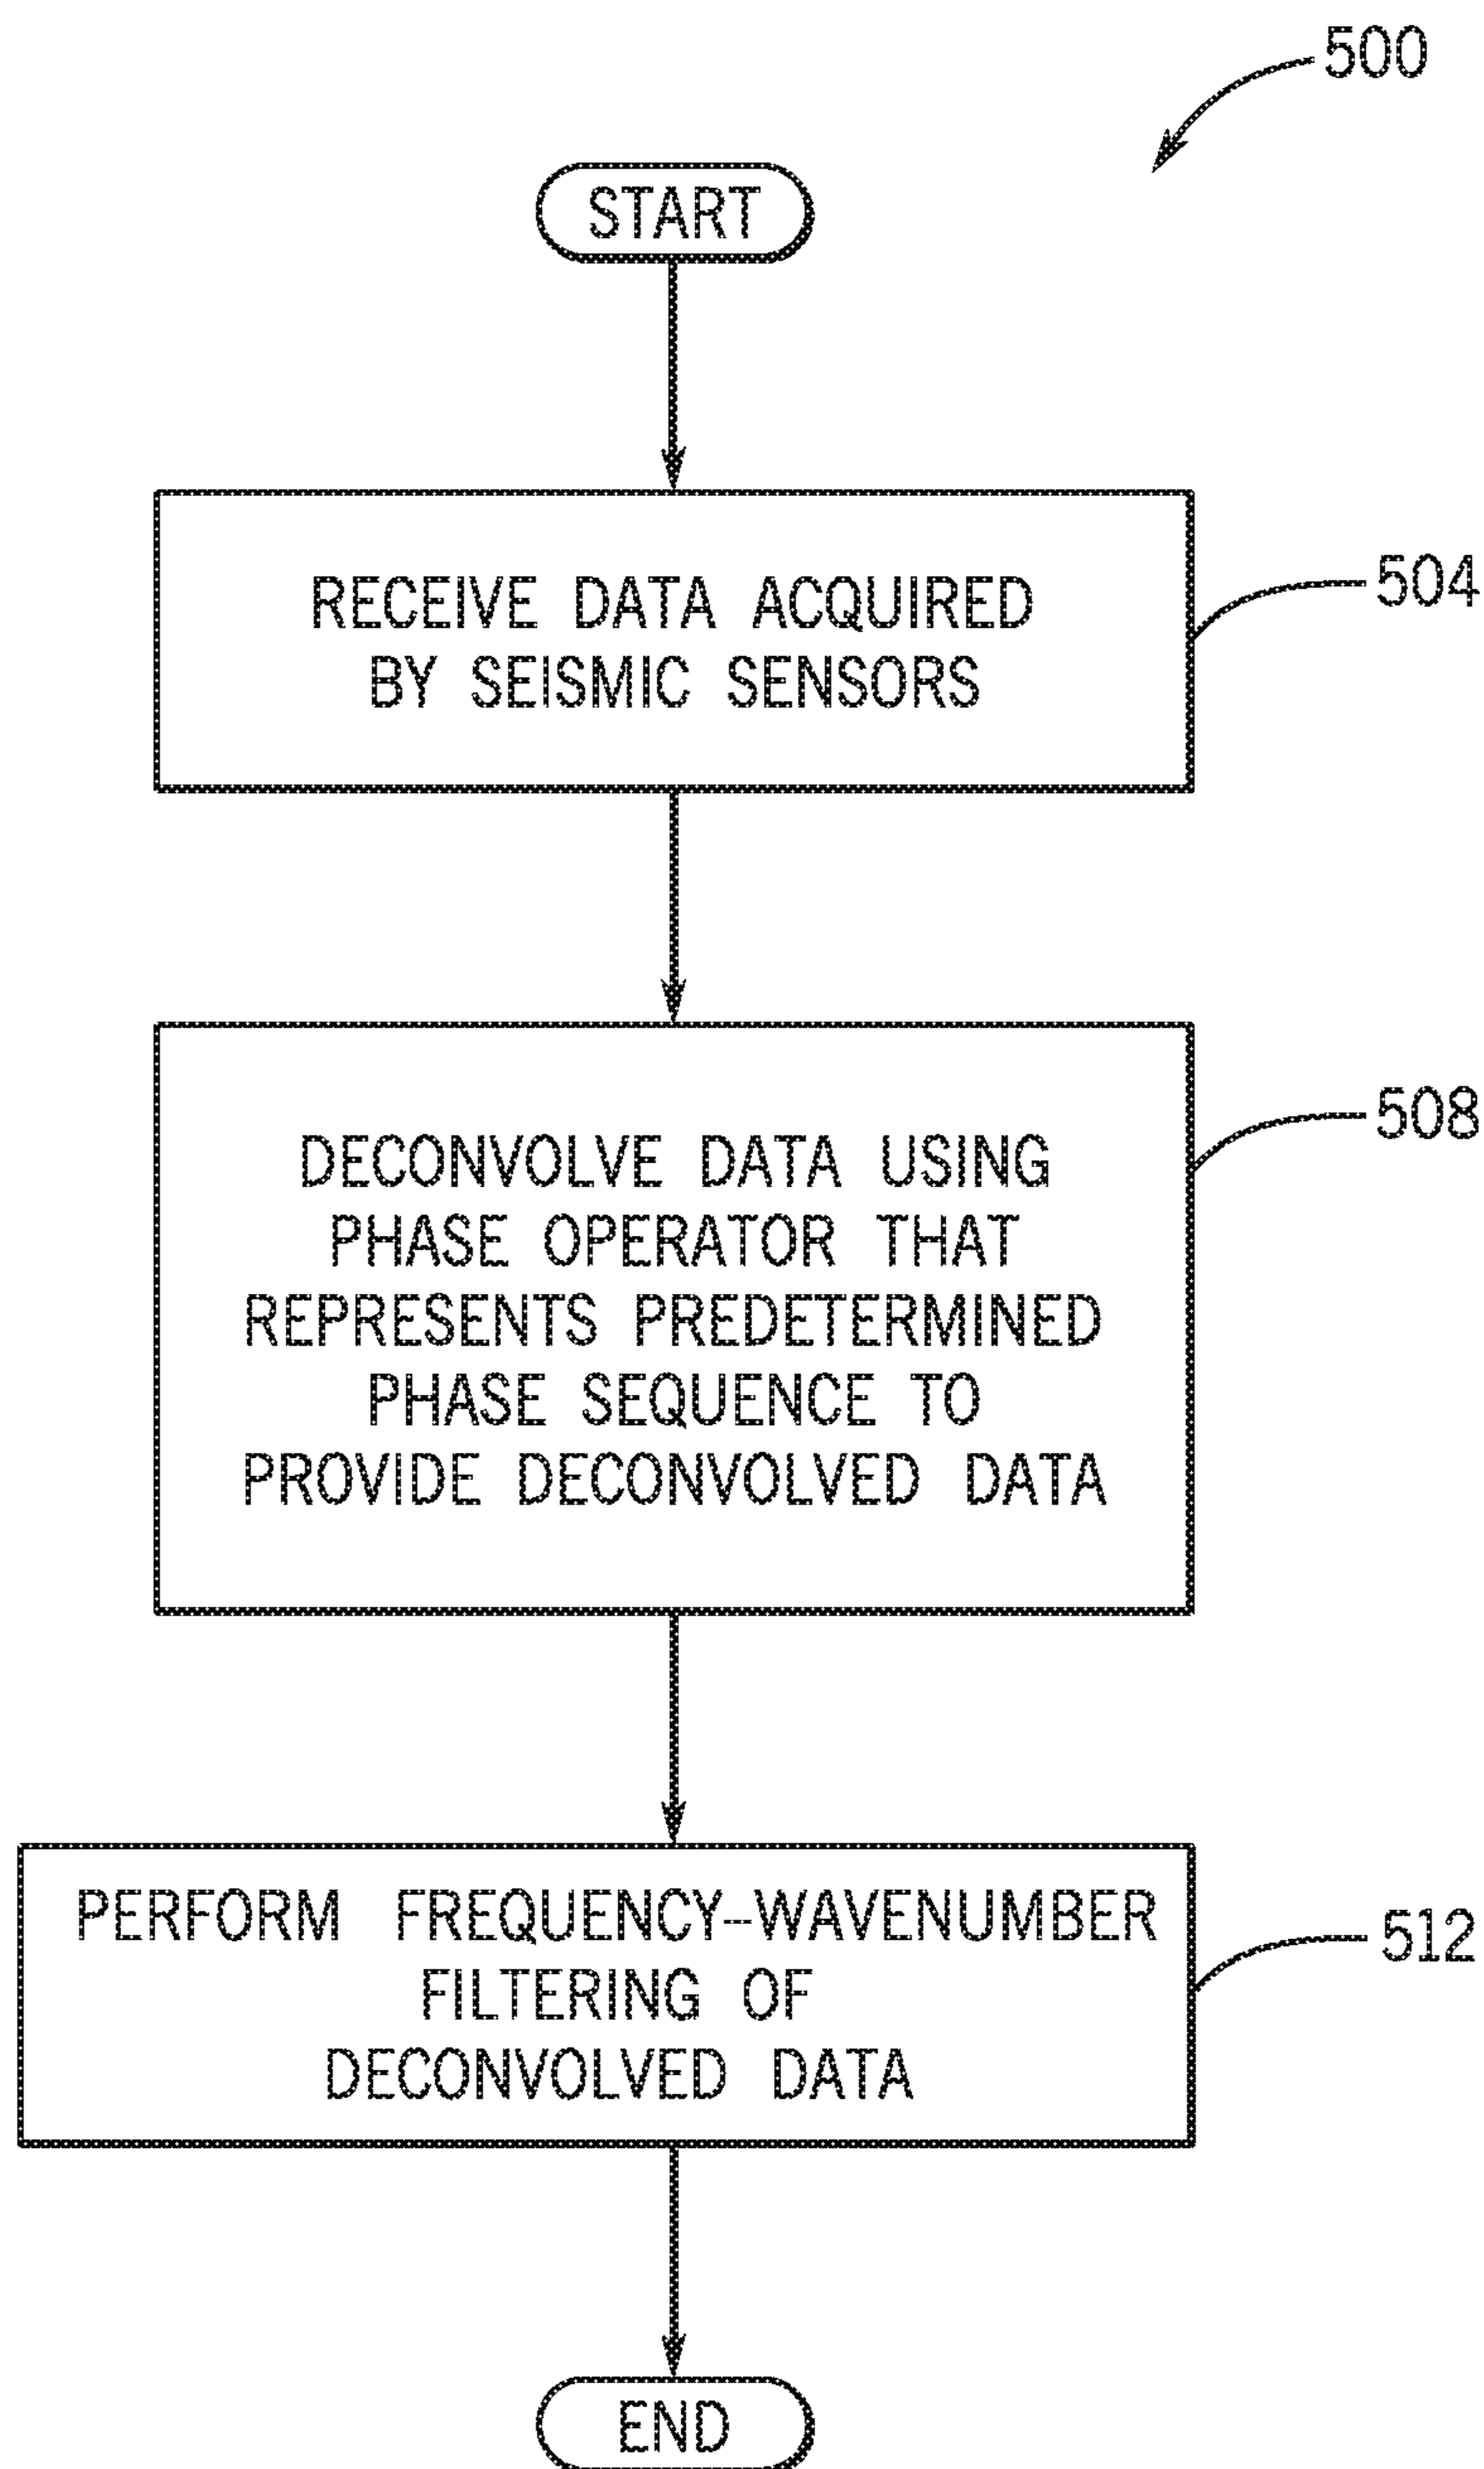 500
START
RECEIVE DATA ACQUIRED
BY SEISMIC SENSORS
504
DECONVOLVE DATA USING
PHASE OPERATOR THAT
REPRESENTS PREDETERMINED
PHASE SEQUENCE TO
PROVIDE DECONVOLVED DATA
508
PERFORM FREQUENCY--WAVENUMBER
FILTERING OF
DECONVOLVED DATA
512
END